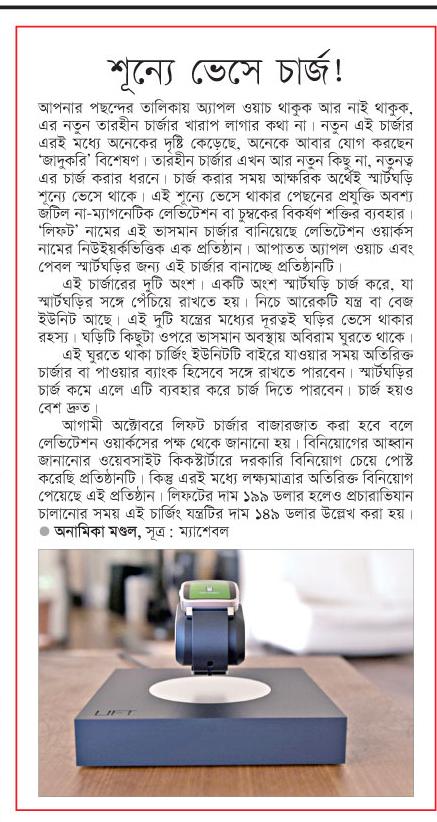 শূন্যে ভেসে চার্জ!
আপনার পছন্দের তালিকায় অ্যাপল ওয়াচ থাকুক আর নাই থাকুক,
এর নতুন তারহীন চার্জার খারাপ লাগার কথা না। নতুন এই চার্জার
এরই মধ্যে অনেকের দৃষ্টি কেড়েছে, অনেকে আবার যোগ করছেন
‘জাদুকরি’ বিশেষণ। তারহীন চার্জার এখন আর নতুন কিছু না, নতুনত্ব
এর চার্জ করার ধরনে। চার্জ করার সময় আক্ষরিক অর্থেই স্মার্টঘড়ি
শূন্যে ভেসে থাকে। এই শূন্যে ভেসে থাকার পেছনের প্রযুক্তি অবশ্য
জটিল না-ম্যাগনেটিক লেভিটেশন বা চুম্বকের বিকর্ষণ শক্তির ব্যবহার।
‘লিফট’ নামের এই ভাসমান চার্জার বানিয়েছে লেভিটেশন ওয়ার্কস
নামের নিউইয়র্কভিত্তিক এক প্রতিষ্ঠান। আপাতত অ্যাপল ওয়াচ এবং
পেবল স্মার্টঘড়ির জন্য এই চার্জার বানাচ্ছে প্রতিষ্ঠানটি।
এই চার্জারের দুটি অংশ। একটি অংশ স্মার্টঘড়ি চার্জ করে, যা
স্মার্টঘড়ির সঙ্গে পেঁচিয়ে রাখতে হয়। নিচে আরেকটি যন্ত্র বা বেজ
ইউনিট আছে। এই দুটি যন্ত্রের মধ্যের দূরত্বই ঘড়ির ভেসে থাকার
রহস্য। ঘড়িটি কিছুটা ওপরে ভাসমান অবস্থায় অবিরাম ঘুরতে থাকে।
এই ঘুরতে থাকা চার্জিং ইউনিটটি বাইরে যাওয়ার সময় অতিরিক্ত
চার্জার বা পাওয়ার ব্যাংক হিসেবে সঙ্গে রাখতে পারবেন। স্মার্টঘড়ির
চার্জ কমে এলে এটি ব্যবহার করে চার্জ দিতে পারবেন। চার্জ হয়ও
বেশ দ্রুত।
আগামী অক্টোবরে লিফট চার্জার বাজারজাত করা হবে বলে
লেভিটেশন ওয়ার্কসের পক্ষ থেকে জানানো হয়। বিনিয়োগের আহ্বান
জানানোর ওয়েবসাইট কিকস্টার্টারে দরকারি বিনিয়োগ চেয়ে পোস্ট
করেছি প্রতিষ্ঠানটি। কিন্তু এরই মধ্যে লক্ষ্যমাত্রার অতিরিক্ত বিনিয়োগ
পেয়েছে এই প্রতিষ্ঠান। লিফটের দাম ১৯৯ ডলার হলেও প্রচারাভিযান
চালানোর সময় এই চার্জিং যন্ত্রটির দাম ১৪৯ ডলার উল্লেখ করা হয়।
● অনামিকা মণ্ডল, সূত্র : ম্যাশেবল
LIFT